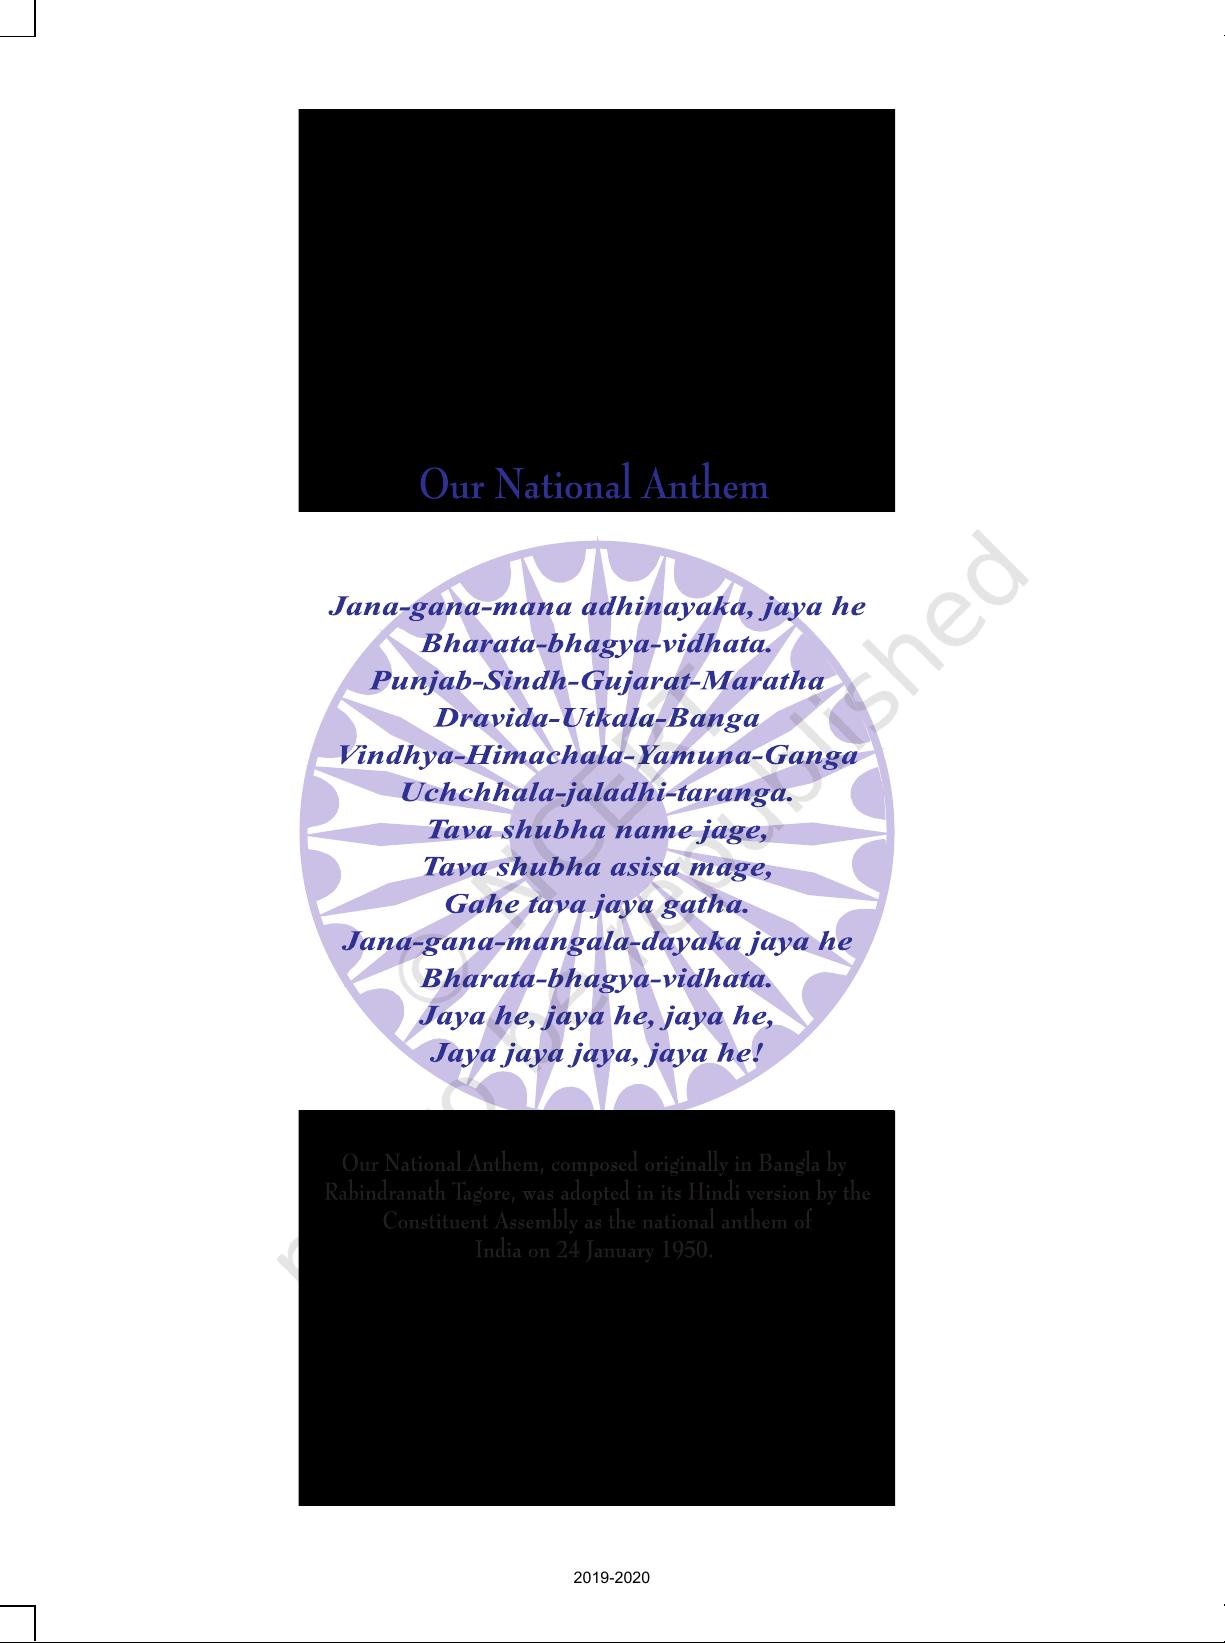 Our National Anthem
Jana-gana-mana adhinayaka, jaya he
Bharata-bhagya-vidhata.
Punjab-Sindh-Gujarat-Maratha
Dravida-Utkala-Banga
Vindhya-Himachala-Yamuna-Ganga
Uchchhala-jaladhi-taranga.
Tava shubha name jage,
Tava shubha asisa mage,
Gahe tava jaya gatha.
Jana-gana-mangala-dayaka jaya he
Bharata-bhagya-vidhata.
Jaya he, jaya he, jaya he,
Jaya jaya jaya, jaya he!
© NCERT
be republished
Our National Anthem, composed originally in Bangla by
Rabindranath Tagore, was adopted in its Hindi version by the
Constituent Assembly as the national anthem of
India on 24 January 1950.
2019-2020